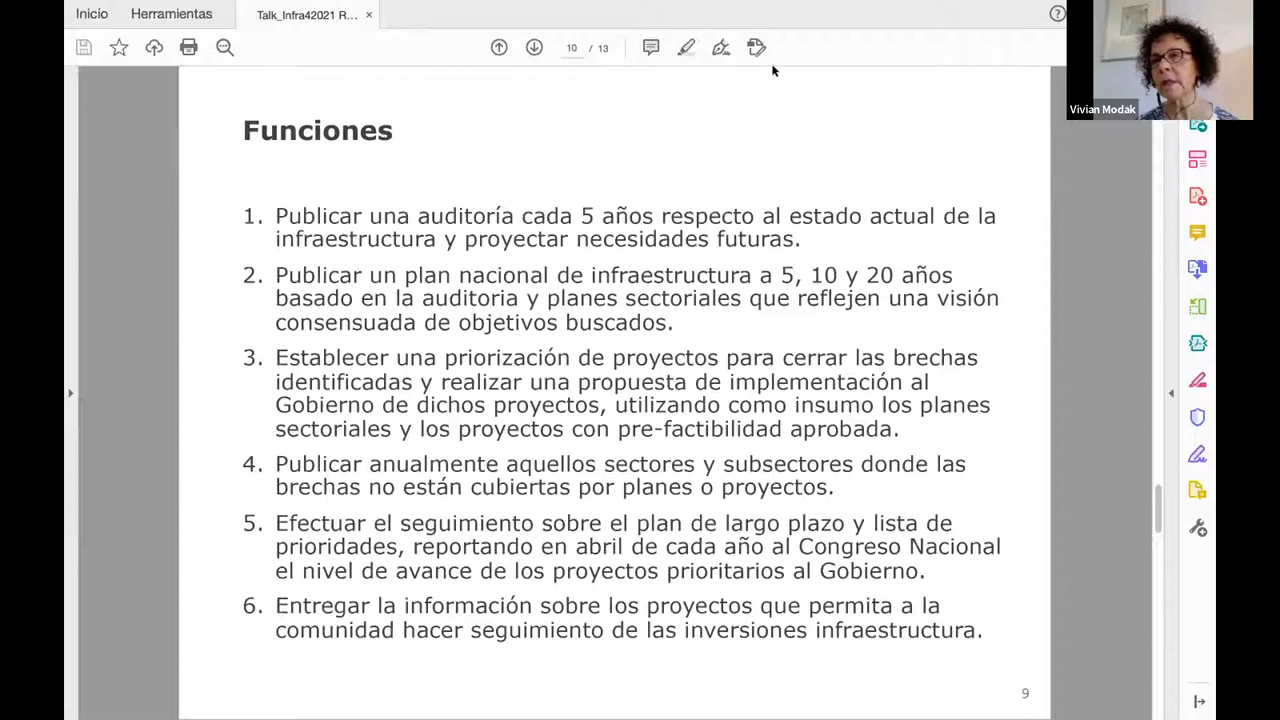 Inicio
Herramientas
Talk_Infra42021 R... ×
10 / 13
Vivian Modak
Funciones
1. Publicar una auditoría cada 5 años respecto al estado actual de la
infraestructura y proyectar necesidades futuras.
2. Publicar un plan nacional de infraestructura a 5, 10 y 20 años
basado en la auditoria y planes sectoriales que reflejen una visión
consensuada de objetivos buscados.
3. Establecer una priorización de proyectos para cerrar las brechas
identificadas y realizar una propuesta de implementación al
Gobierno de dichos proyectos, utilizando como insumo los planes
sectoriales y los proyectos con pre-factibilidad aprobada.
4. Publicar anualmente aquellos sectores y subsectores donde las
brechas no están cubiertas por planes o proyectos.
5. Efectuar el seguimiento sobre el plan de largo plazo y lista de
prioridades, reportando en abril de cada año al Congreso Nacional
el nivel de avance de los proyectos prioritarios al Gobierno.
6. Entregar la información sobre los proyectos que permita a la
comunidad hacer seguimiento de las inversiones infraestructura.
9